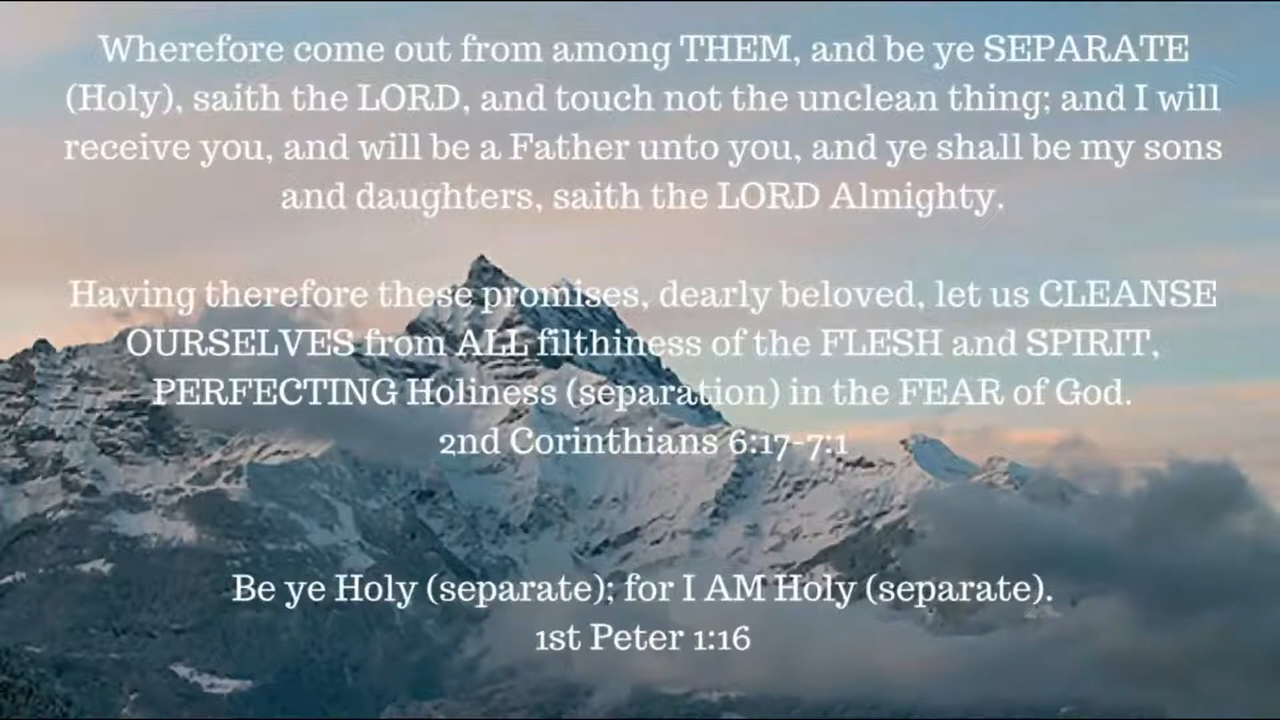 Wherefore come out from among THEM, and be ye SEPARATE
(Holy), saith the LORD, and touch not the unclean thing; and I will
receive you, and will be a Father unto you, and ye shall be my sons
and daughters, saith the LORD Almighty.
Having therefore these promises, dearly beloved, let us CLEANSE
OURSELVES from ALL filthiness of the FLESH and SPIRIT,
PERFECTING Holiness (separation) in the FEAR of God.
2nd Corinthians 6:17-7:1
Be ye Holy (separate); for I AM Holy (separate).
1st Peter 1:16